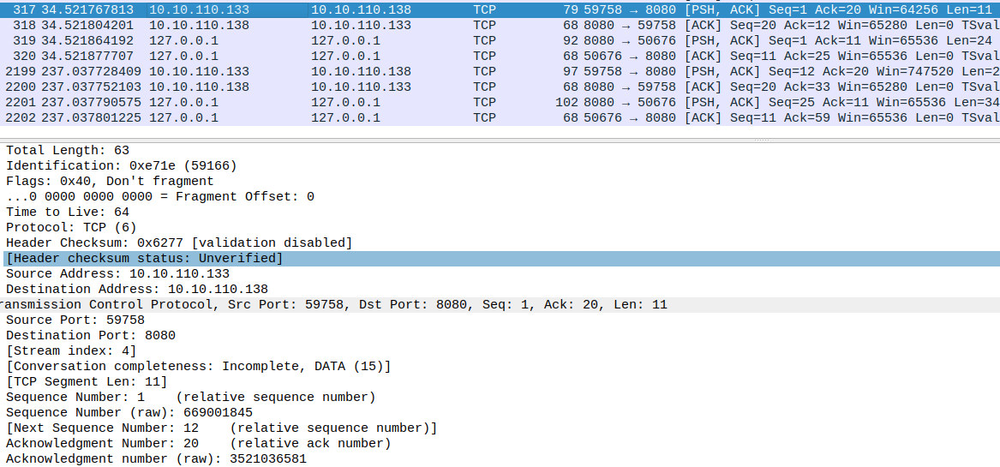 317 34.521767813 10.10.110.133 10.10.110.138 TCP 79 59758 → 8080 [PSH, ACK] Seq=1 Ack=20 Win=64256 Len=11
318 34.521804201 10.10.110.138 10.10.110.133 TCP 68 8080 → 59758 [ACK] Seq=20 Ack=12 Win=65280 Len=0 TSval
319 34.521864192 127.0.0.1 127.0.0.1 TCP 92 8080 → 50676 [PSH, ACK] Seq=1 Ack=11 Win=65536 Len=24
320 34.521877707 127.0.0.1 127.0.0.1 TCP 68 50676 → 8080 [ACK] Seq=11 Ack=25 Win=65536 Len=0 TSval
2199 237.037728409 10.10.110.133 10.10.110.138 TCP 97 59758 → 8080 [PSH, ACK] Seq=12 Ack=20 Win=747520 Len=2
2200 237.037752103 10.10.110.138 10.10.110.133 TCP 68 8080 → 59758 [ACK] Seq=20 Ack=33 Win=65280 Len=0 TSval
2201 237.037790575 127.0.0.1 127.0.0.1 TCP 102 8080 → 50676 [PSH, ACK] Seq=25 Ack=11 Win=65536 Len=34
2202 237.037801225 127.0.0.1 127.0.0.1 TCP 68 50676 → 8080 [ACK] Seq=11 Ack=59 Win=65536 Len=0 TSval
Total Length: 63
Identification: 0xe71e (59166)
Flags: 0x40, Don't fragment
...0 0000 0000 0000 = Fragment Offset: 0
Time to Live: 64
Protocol: TCP (6)
Header Checksum: 0x6277 [validation disabled]
[Header checksum status: Unverified]
Source Address: 10.10.110.133
Destination Address: 10.10.110.138
ransmission Control Protocol, Src Port: 59758, Dst Port: 8080, Seq: 1, Ack: 20, Len: 11
Source Port: 59758
Destination Port: 8080
[Stream index: 4]
[Conversation completeness: Incomplete, DATA (15)]
[TCP Segment Len: 11]
Sequence Number: 1    (relative sequence number)
Sequence Number (raw): 669001845
[Next Sequence Number: 12    (relative sequence number)]
Acknowledgment Number: 20    (relative ack number)
Acknowledgment number (raw): 3521036581